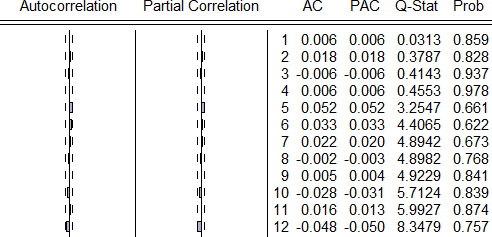 Autocorrelation Partial Correlation AC PAC Q-Stat Prob
1 0.006 0.006 0.0313 0.859
2 0.018 0.018 0.3787 0.828
3 -0.006 -0.006 0.4143 0.937
4 0.006 0.006 0.4553 0.978
5 0.052 0.052 3.2547 0.661
6 0.033 0.033 4.4065 0.622
7 0.022 0.020 4.8942 0.673
8 -0.002 -0.003 4.8982 0.768
9 0.005 0.004 4.9229 0.841
10 -0.028 -0.031 5.7124 0.839
11 0.016 0.013 5.9927 0.874
12 -0.048 -0.050 8.3479 0.757